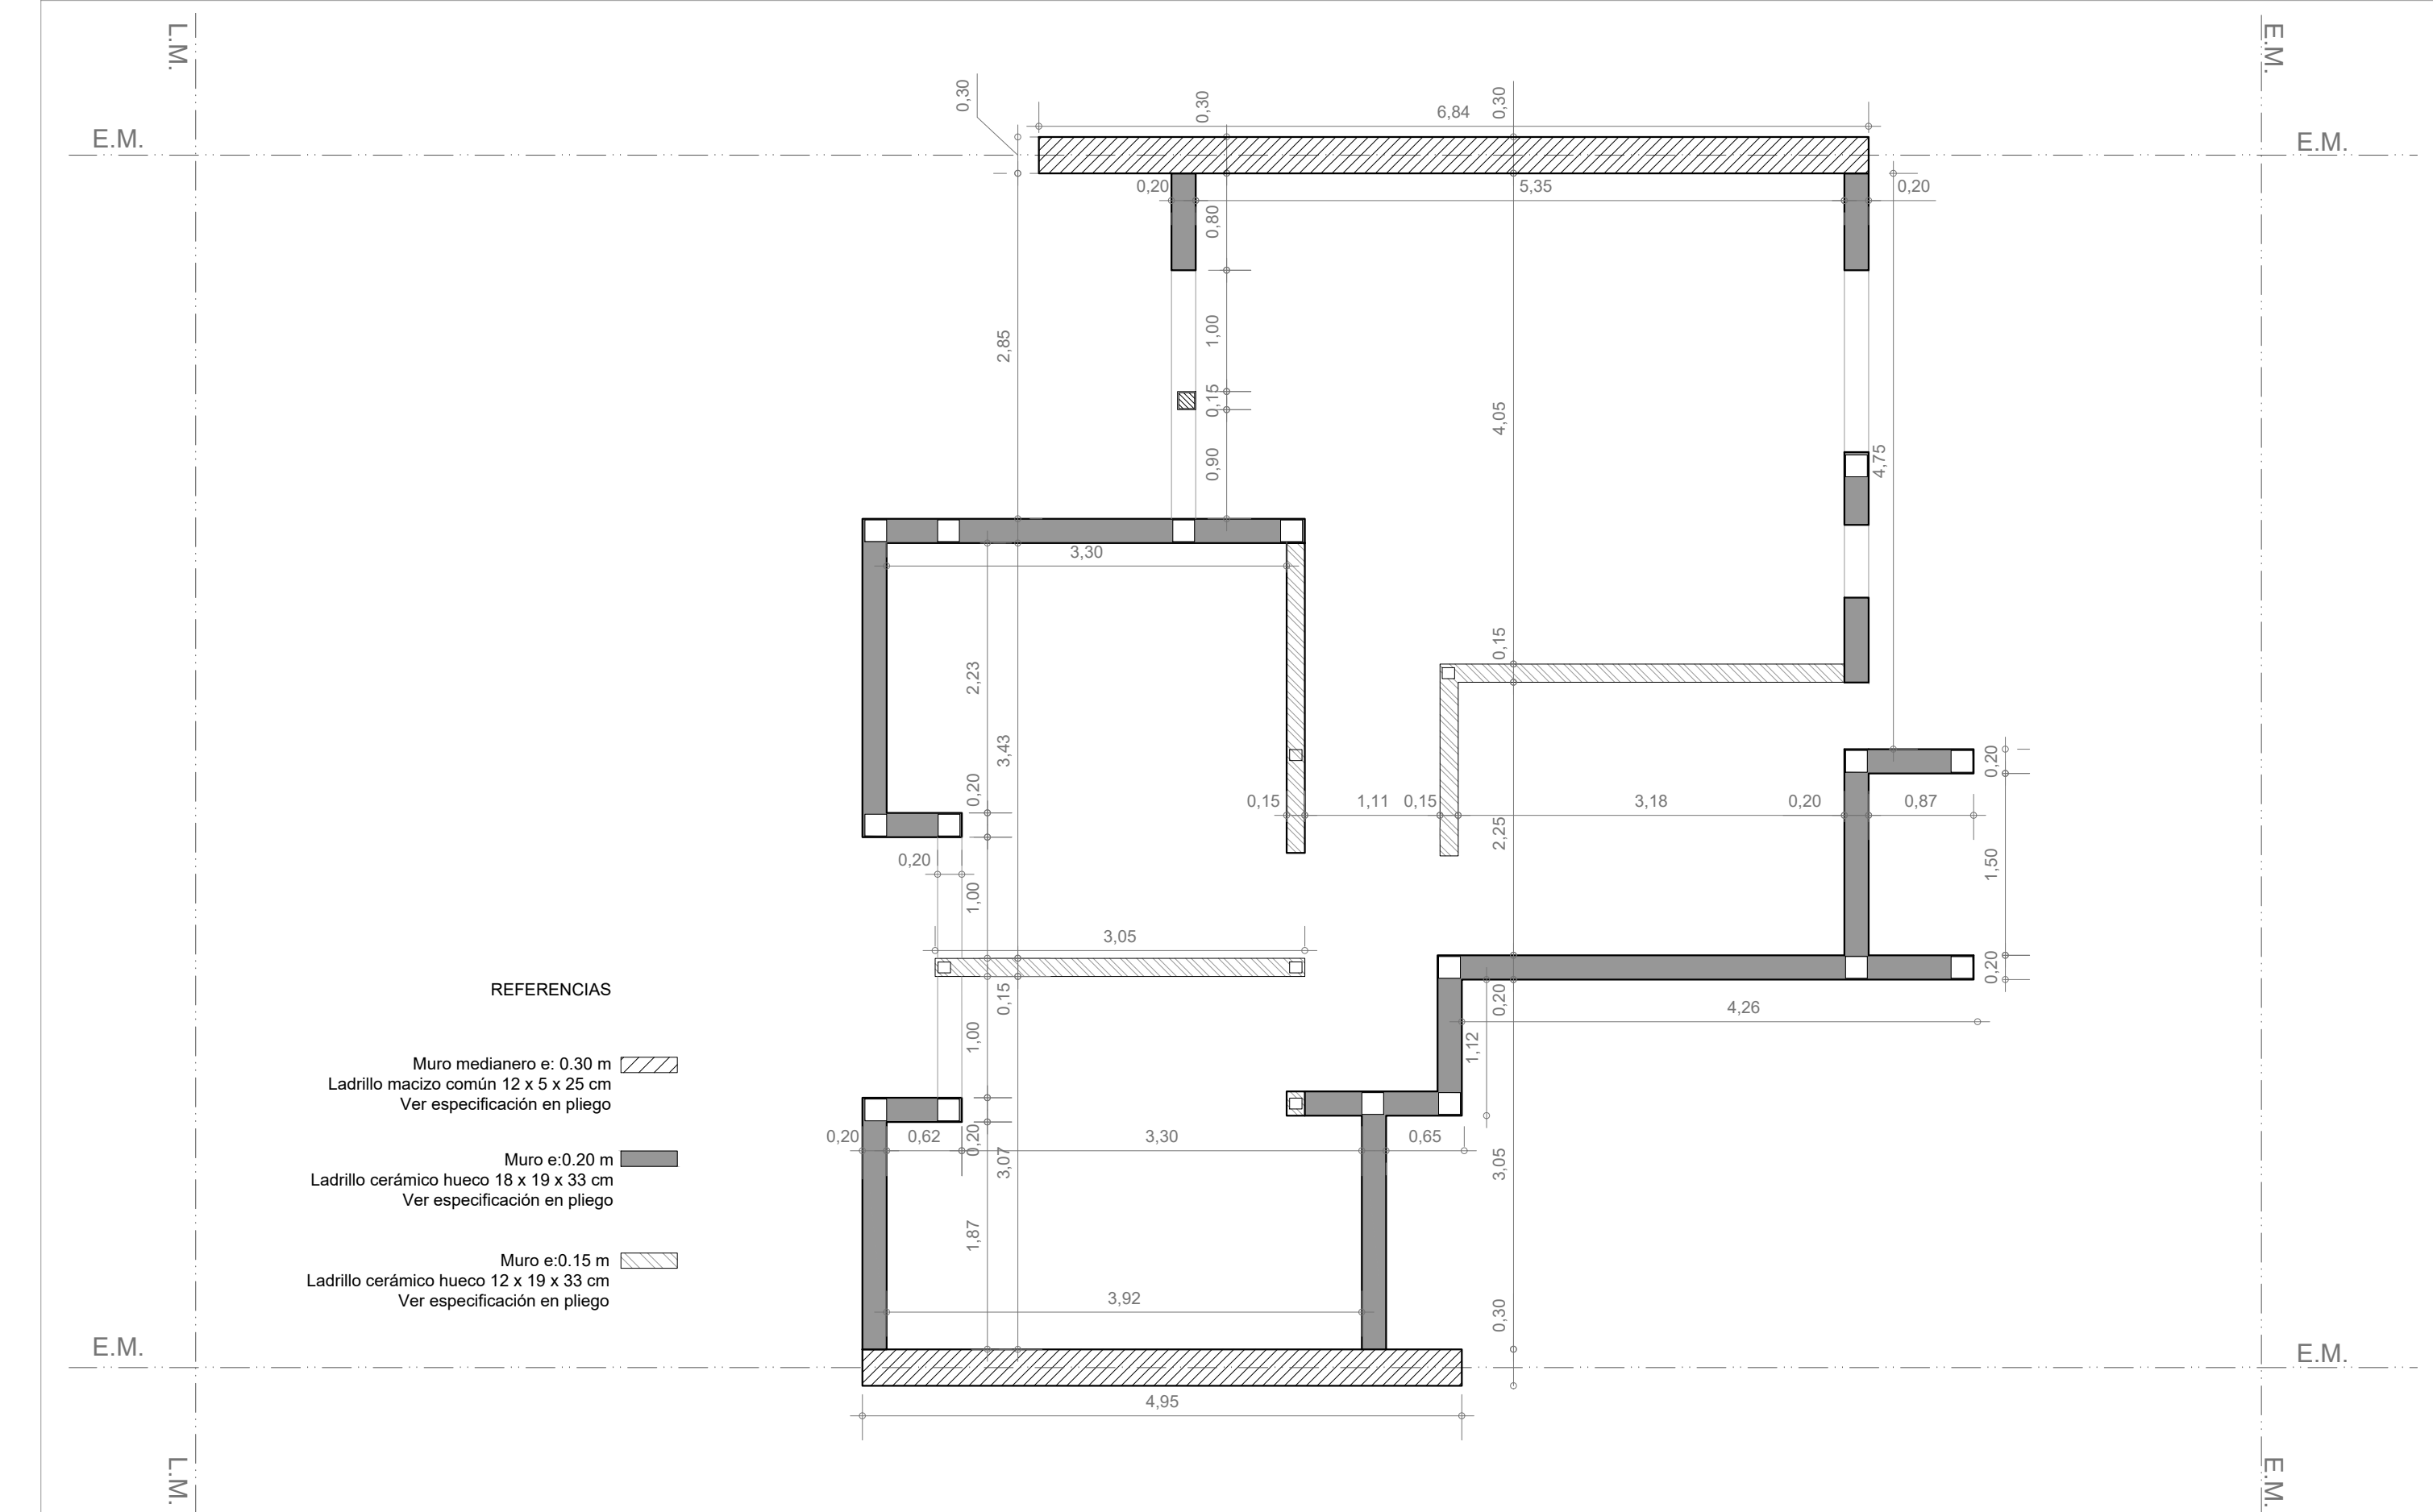 L.M.
E.M.
E.M.
E.M.
0,30
0,30
6,84
0,30
0,20
5,35
0,20
0,80
1,00
2,85
0,15
4,05
0,90
4,75
3,30
0,15
2,23
3,43
0,20
0,20
0,15
1,11
0,15
3,18
0,20
0,87
2,25
0,20
1,00
1,50
3,05
0,20
0,15
0,20
4,26
1,00
1,12
0,20
0,62
0,20
3,30
0,65
3,07
3,05
1,87
3,92
0,30
4,95
REFERENCIAS
Muro medianero e: 0.30 m
Ladrillo macizo común 12 x 5 x 25 cm
Ver especificación en pliego
Muro e:0.20 m
Ladrillo cerámico hueco 18 x 19 x 33 cm
Ver especificación en pliego
Muro e:0.15 m
Ladrillo cerámico hueco 12 x 19 x 33 cm
Ver especificación en pliego
E.M.
E.M.
L.M.
E.M.